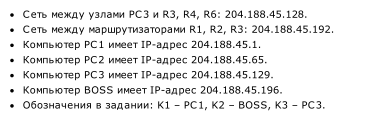 • Сеть между узлами PC3 и R3, R4, R6: 204.188.45.128.
• Сеть между маршрутизаторами R1, R2, R3: 204.188.45.192.
• Компьютер PC1 имеет IP-адрес 204.188.45.1.
• Компьютер PC2 имеет IP-адрес 204.188.45.65.
• Компьютер PC3 имеет IP-адрес 204.188.45.129.
• Компьютер BOSS имеет IP-адрес 204.188.45.196.
• Обозначения в задании: K1 – PC1, K2 – BOSS, K3 – PC3.